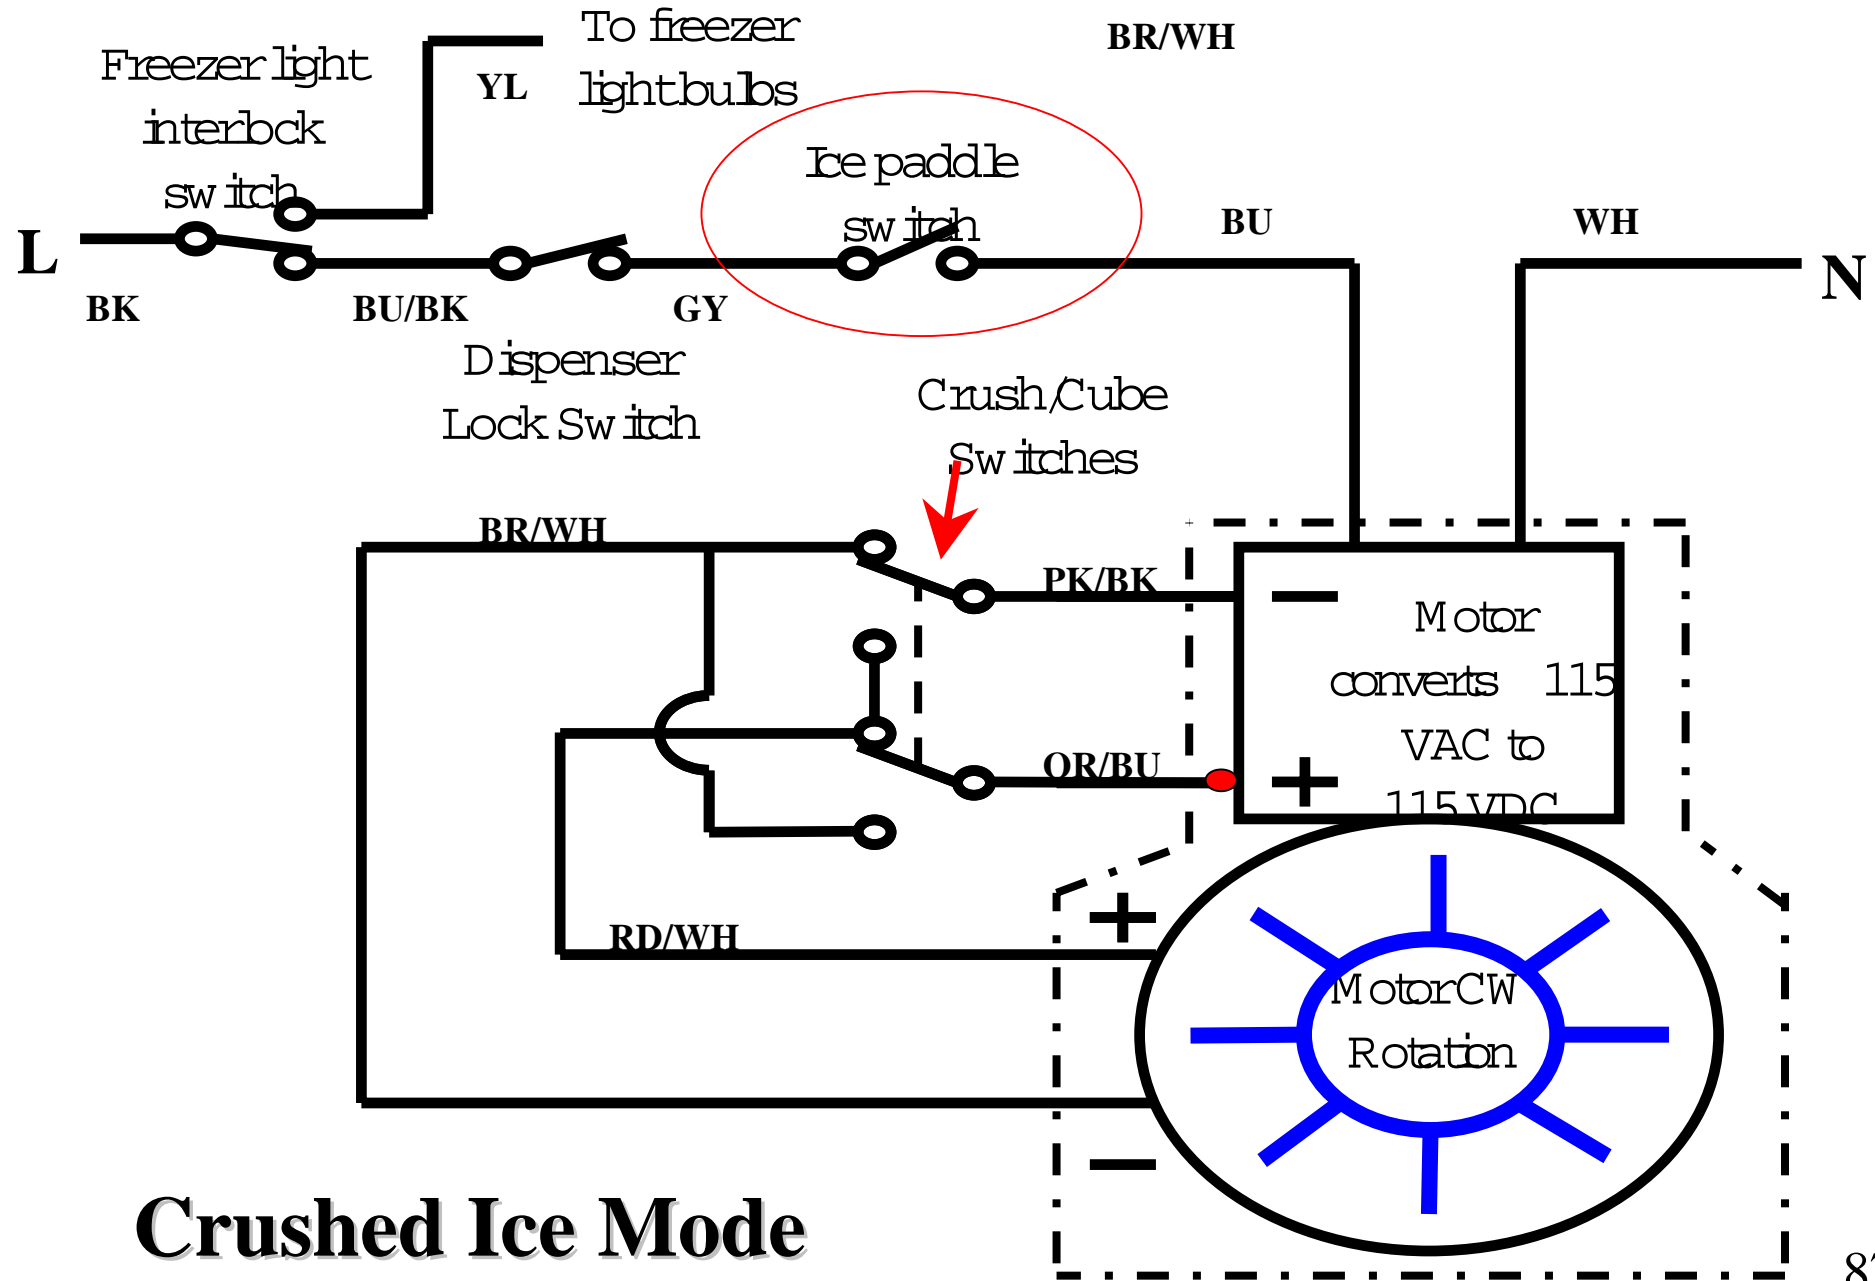 To freezer
light bulbs
BR/WH
Freezer light
interlock
switch
YL
Ice paddle
switch
L
BU
WH
N
BK
BU/BK
GY
Dispenser
Lock Switch
Crush/Cube
Switches
BR/WH
PK/BK
Motor
converts 115
VAC to
115 VDC
OR/BU
RD/WH
Motor CW
Rotation
Crushed Ice Mode